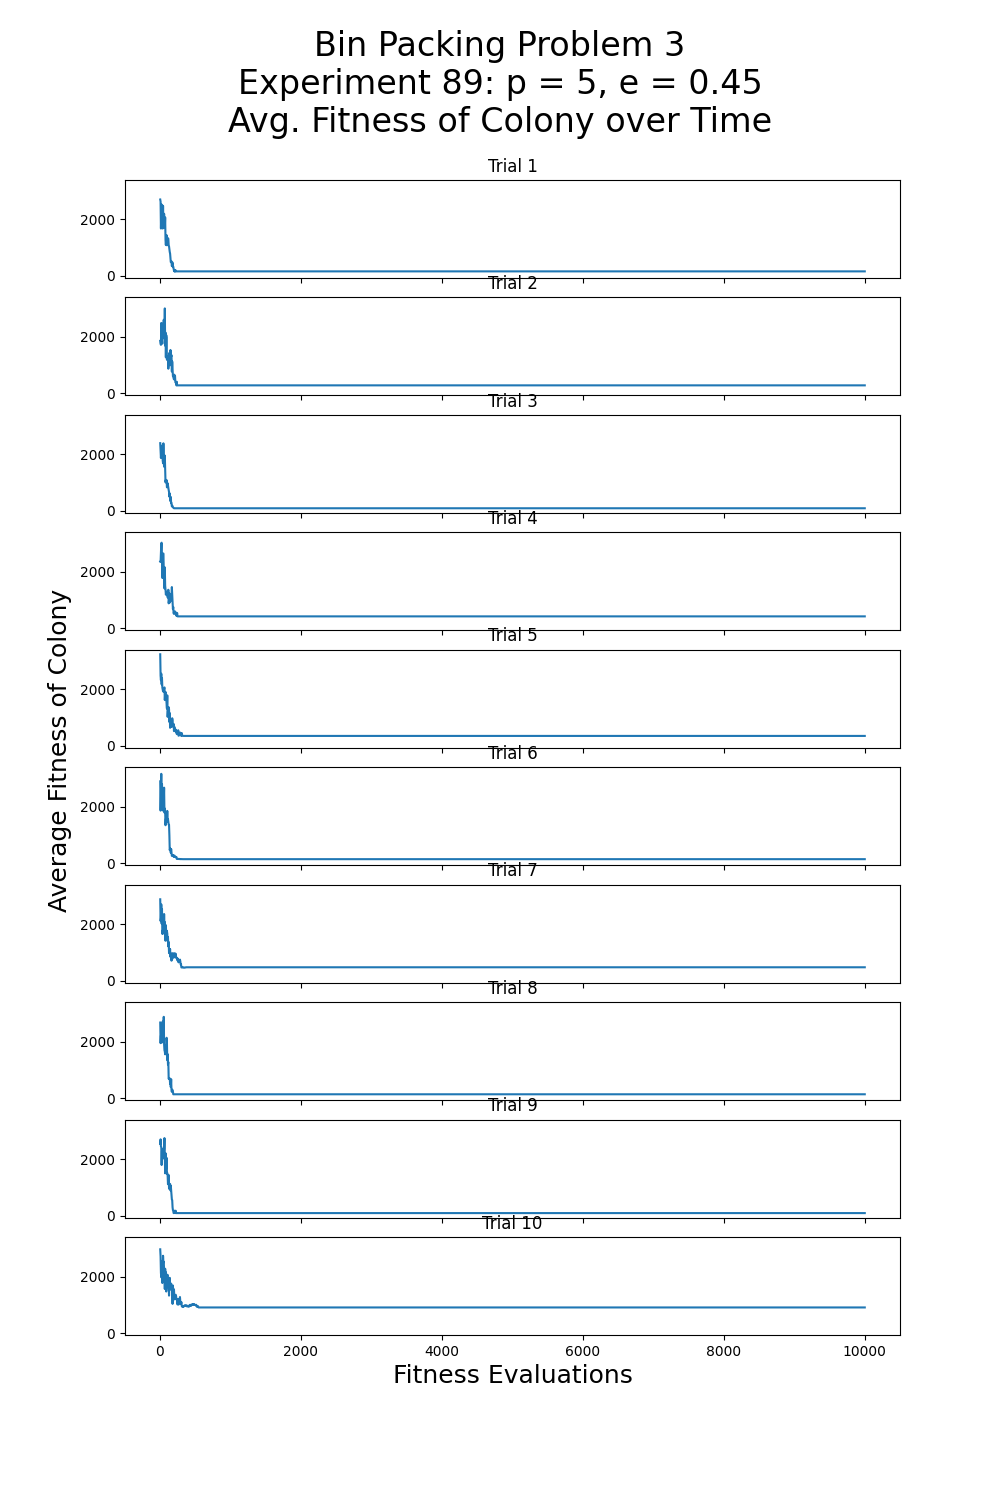 Bin Packing Problem 3
Experiment 89: p = 5, e = 0.45
Avg. Fitness of Colony over Time
Trial 1
2000
0
Trial 2
2000
0
Trial 3
2000
0
Trial 4
2000
0
Trial 5
2000
0
Trial 6
2000
0
Trial 7
2000
0
Trial 8
2000
0
Trial 9
2000
0
Trial 10
2000
0
0 2000 4000 6000 8000 10000
Fitness Evaluations
Average Fitness of Colony